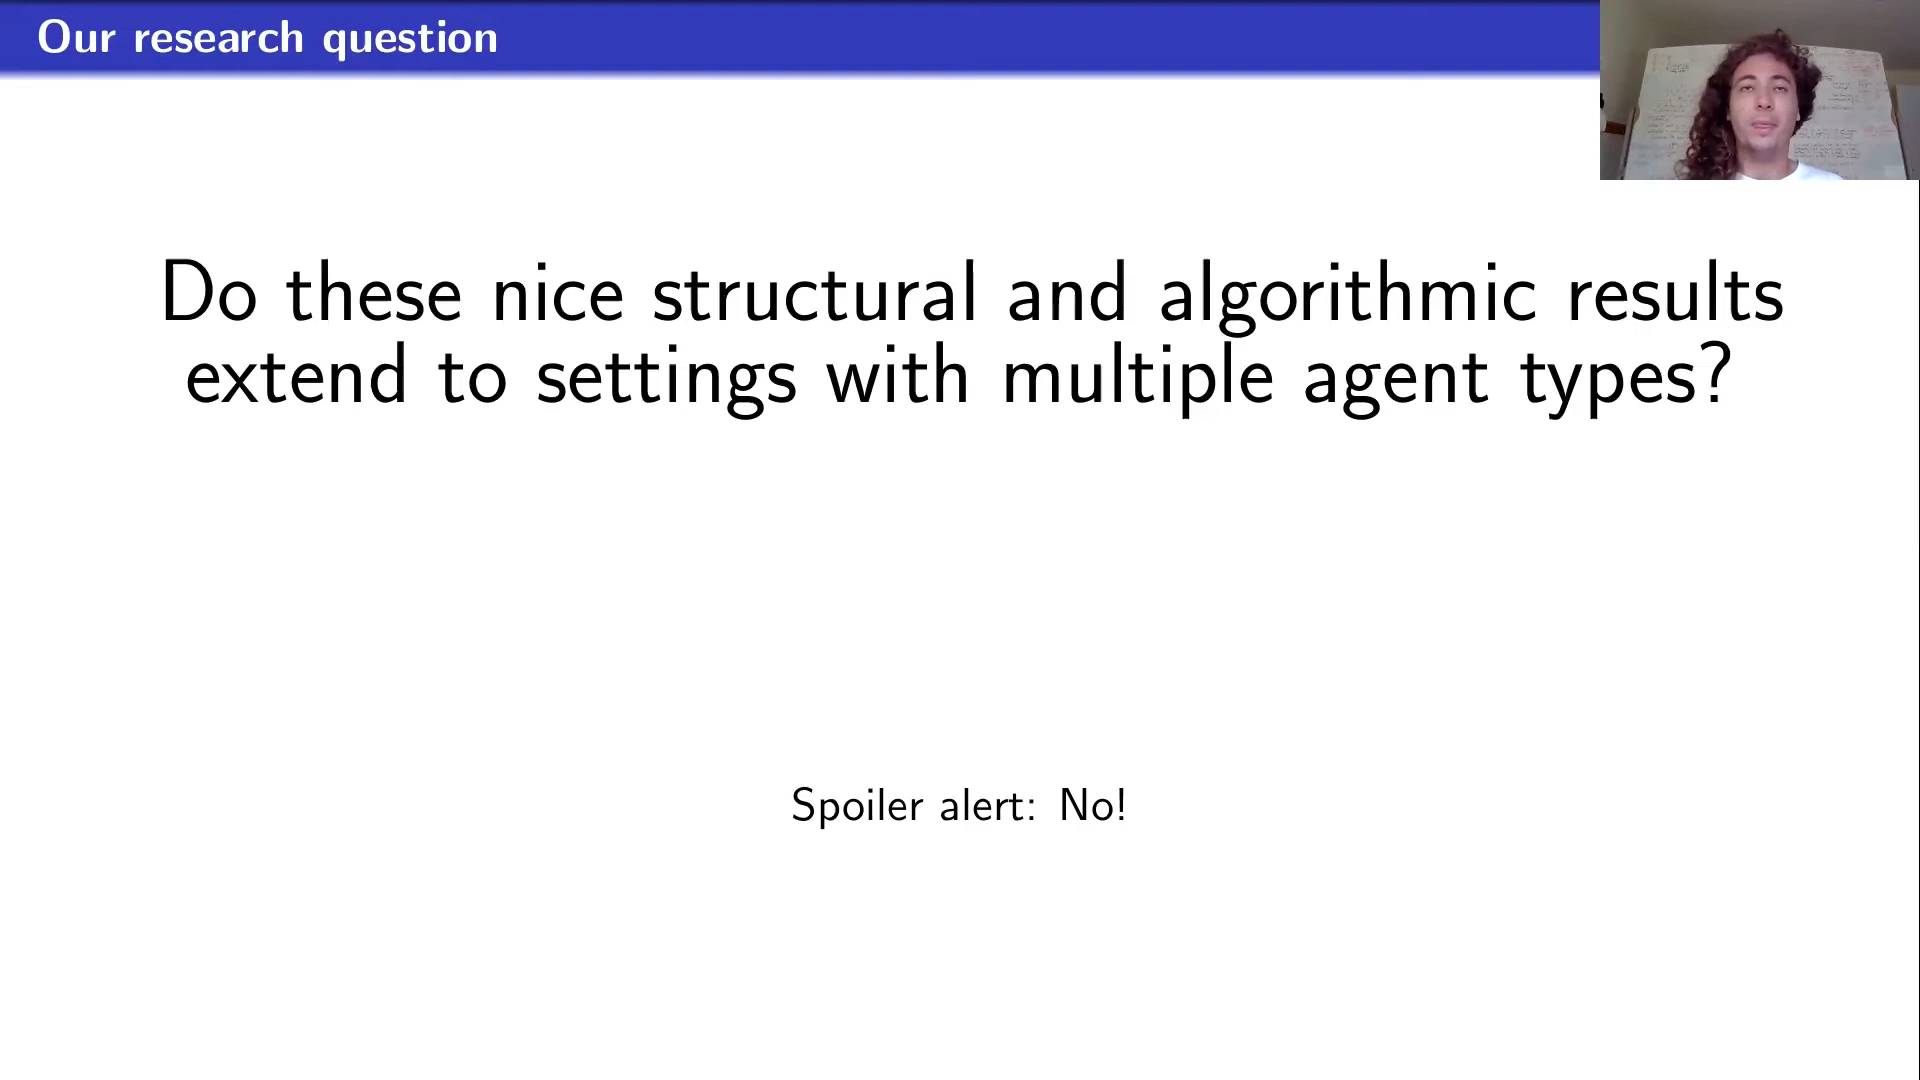 Our research question
Do these nice structural and algorithmic results
extend to settings with multiple agent types?
Spoiler alert: No!